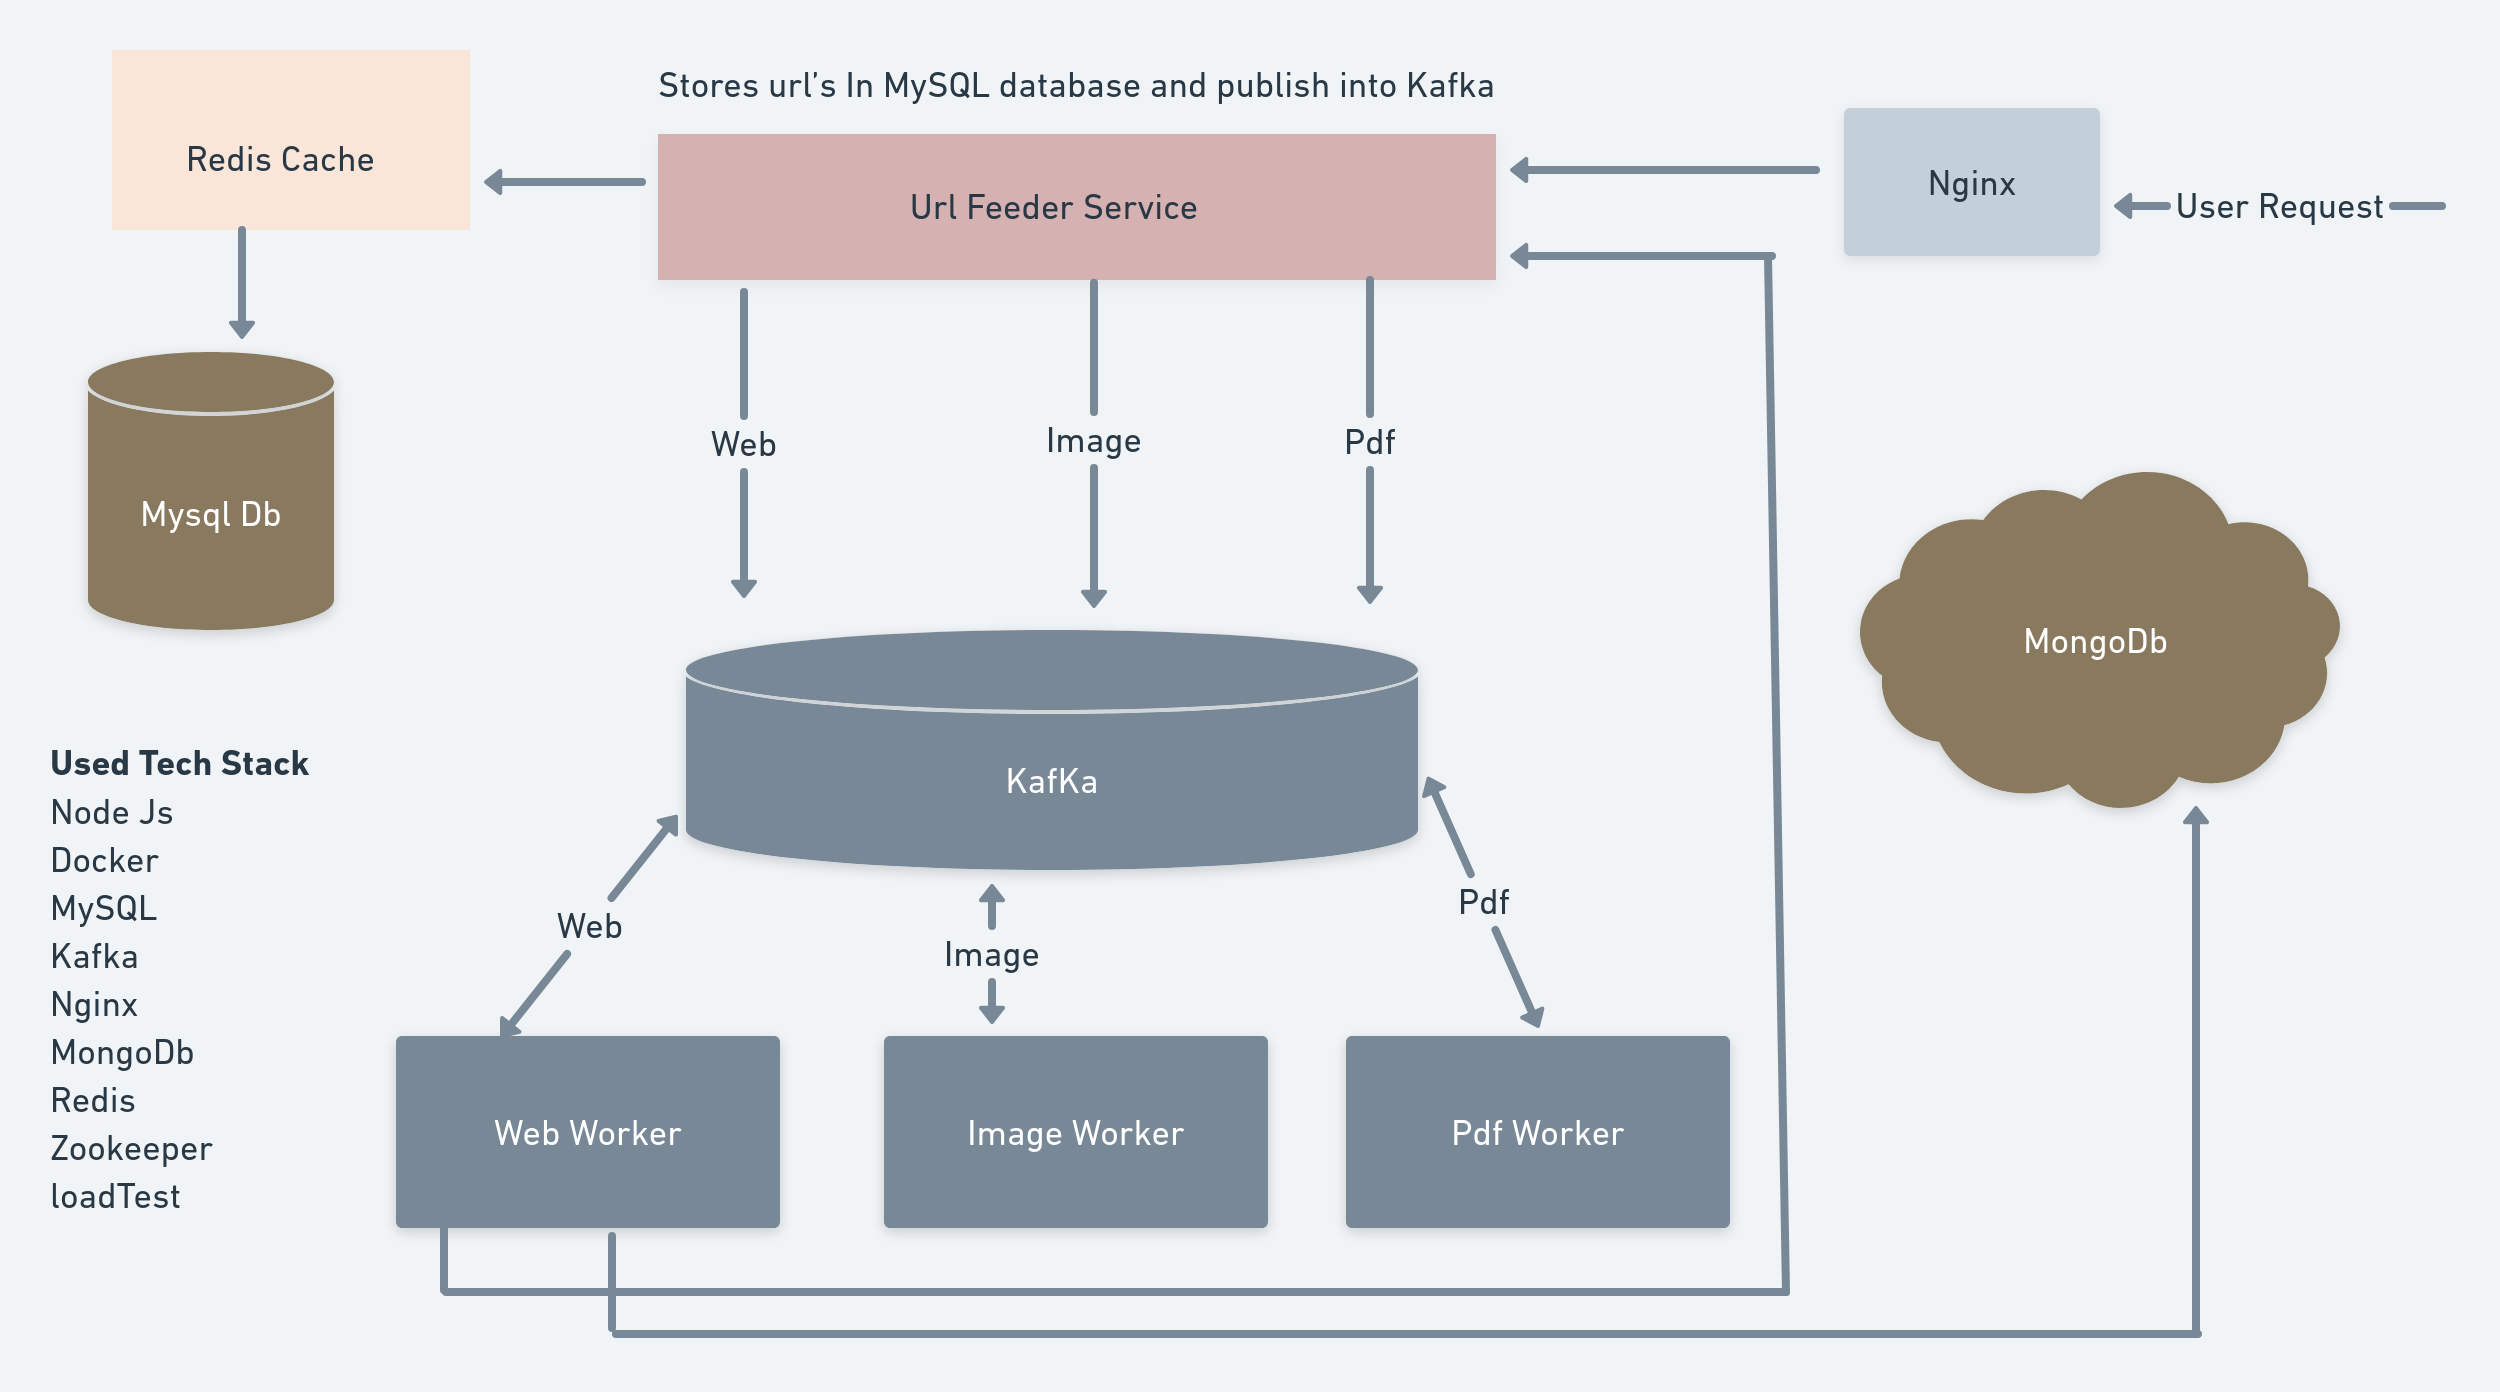 Stores url’s In MySQL database and publish into Kafka
Redis Cache
Url Feeder Service
Nginx
User Request
Web
Image
Pdf
Mysql Db
MongoDb
KafKa
Used Tech Stack
Node Js
Docker
MySQL
Kafka
Nginx
MongoDb
Redis
Zookeeper
loadTest
Web
Image
Pdf
Web Worker
Image Worker
Pdf Worker